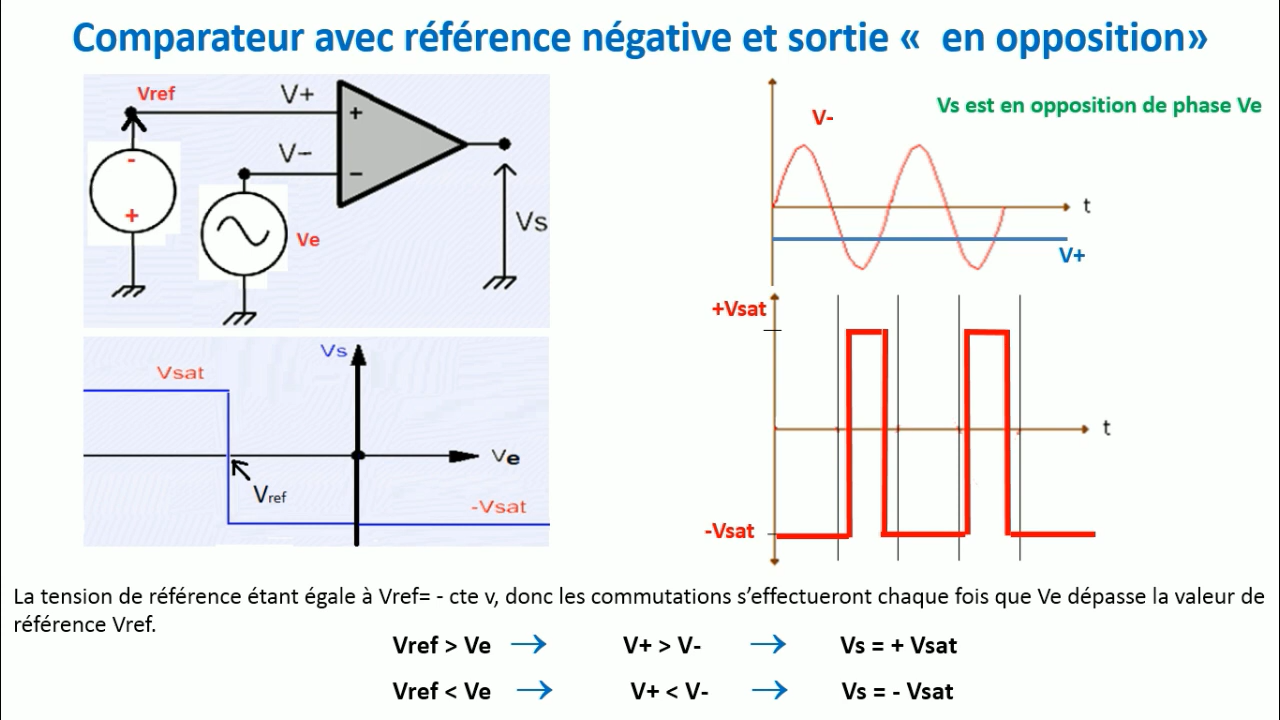 Comparateur avec référence négative et sortie «  en opposition»
Vref
V+
+
-
+
V−
−
Ve
Vs
V-
Vs est en opposition de phase Ve
t
V+
+Vsat
t
-Vsat
Vs
Vsat
Ve
Vref
-Vsat
La tension de référence étant égale à Vref= - cte v, donc les commutations s’effectueront chaque fois que Ve dépasse la valeur de
référence Vref.
Vref > Ve → V+ > V- → Vs = + Vsat
Vref < Ve → V+ < V- → Vs = - Vsat